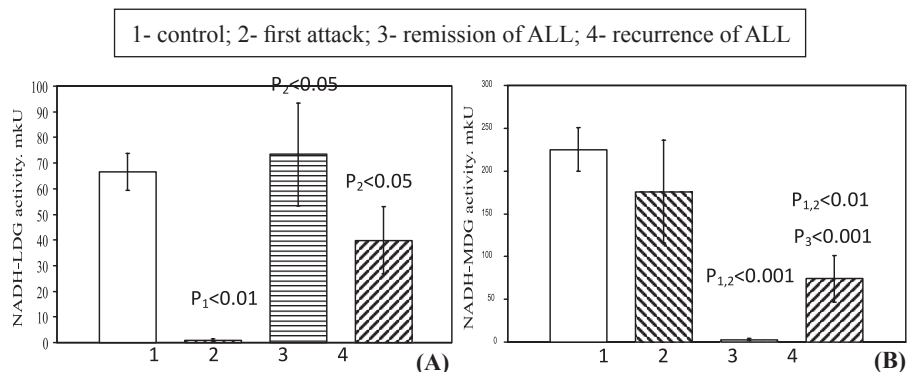 1- control; 2- first attack; 3- remission of ALL; 4- recurrence of ALL
NADH-LDG activity. mkU
100
90
80
70
60
50
40
30
20
10
0
P2<0.05
P2<0.05
P1<0.01
1 2 3 4
(A)
NADH-MDG activity. mkU
300
250
200
150
100
50
0
P1,2<0.01
P3<0.001
P1,2<0.001
1 2 3 4
(B)